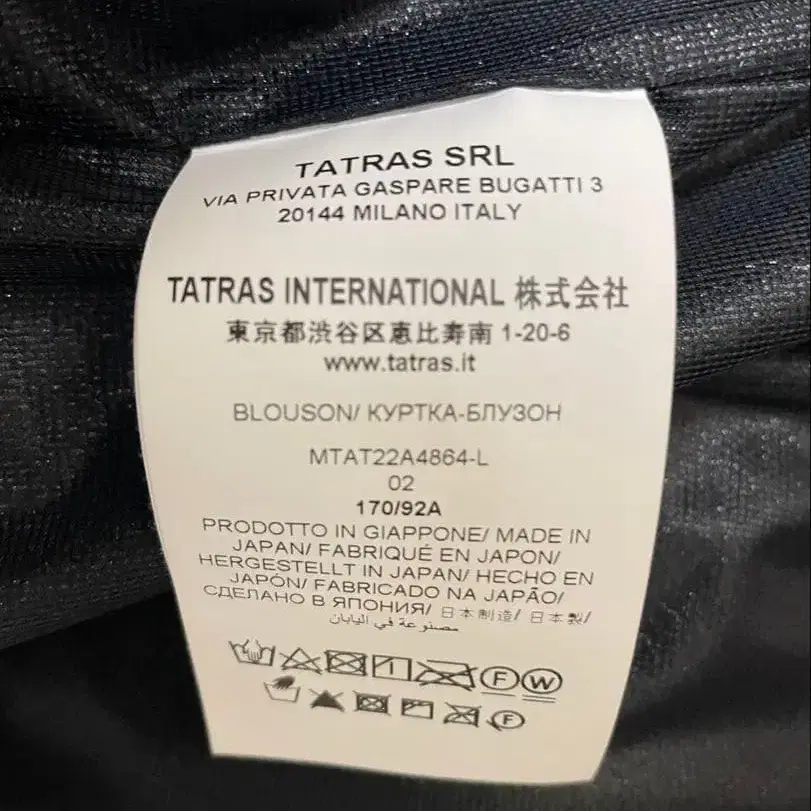 TATRAS SRL
VIA PRIVATA GASPARE BUGATTI 3
20144 MILANO ITALY
TATRAS INTERNATIONAL 株式会社
東京都渋谷区恵比寿南 1-20-6
www.tatras.it
BLOUSON/ КУРТКА-БЛУЗОН
MTAT22A4864-L
02
170/92A
PRODOTTO IN GIAPPONE/ MADE IN
JAPAN/ FABRIQUÉ EN JAPON/
HERGESTELLT IN JAPAN/ HECHO EN
JAPÓN/ FABRICADO NA JAPÃO/
СДЕЛАНО В ЯПОНИЯ/ 日本制造/ 日本製/
مصنوعة في اليابان
F W
F